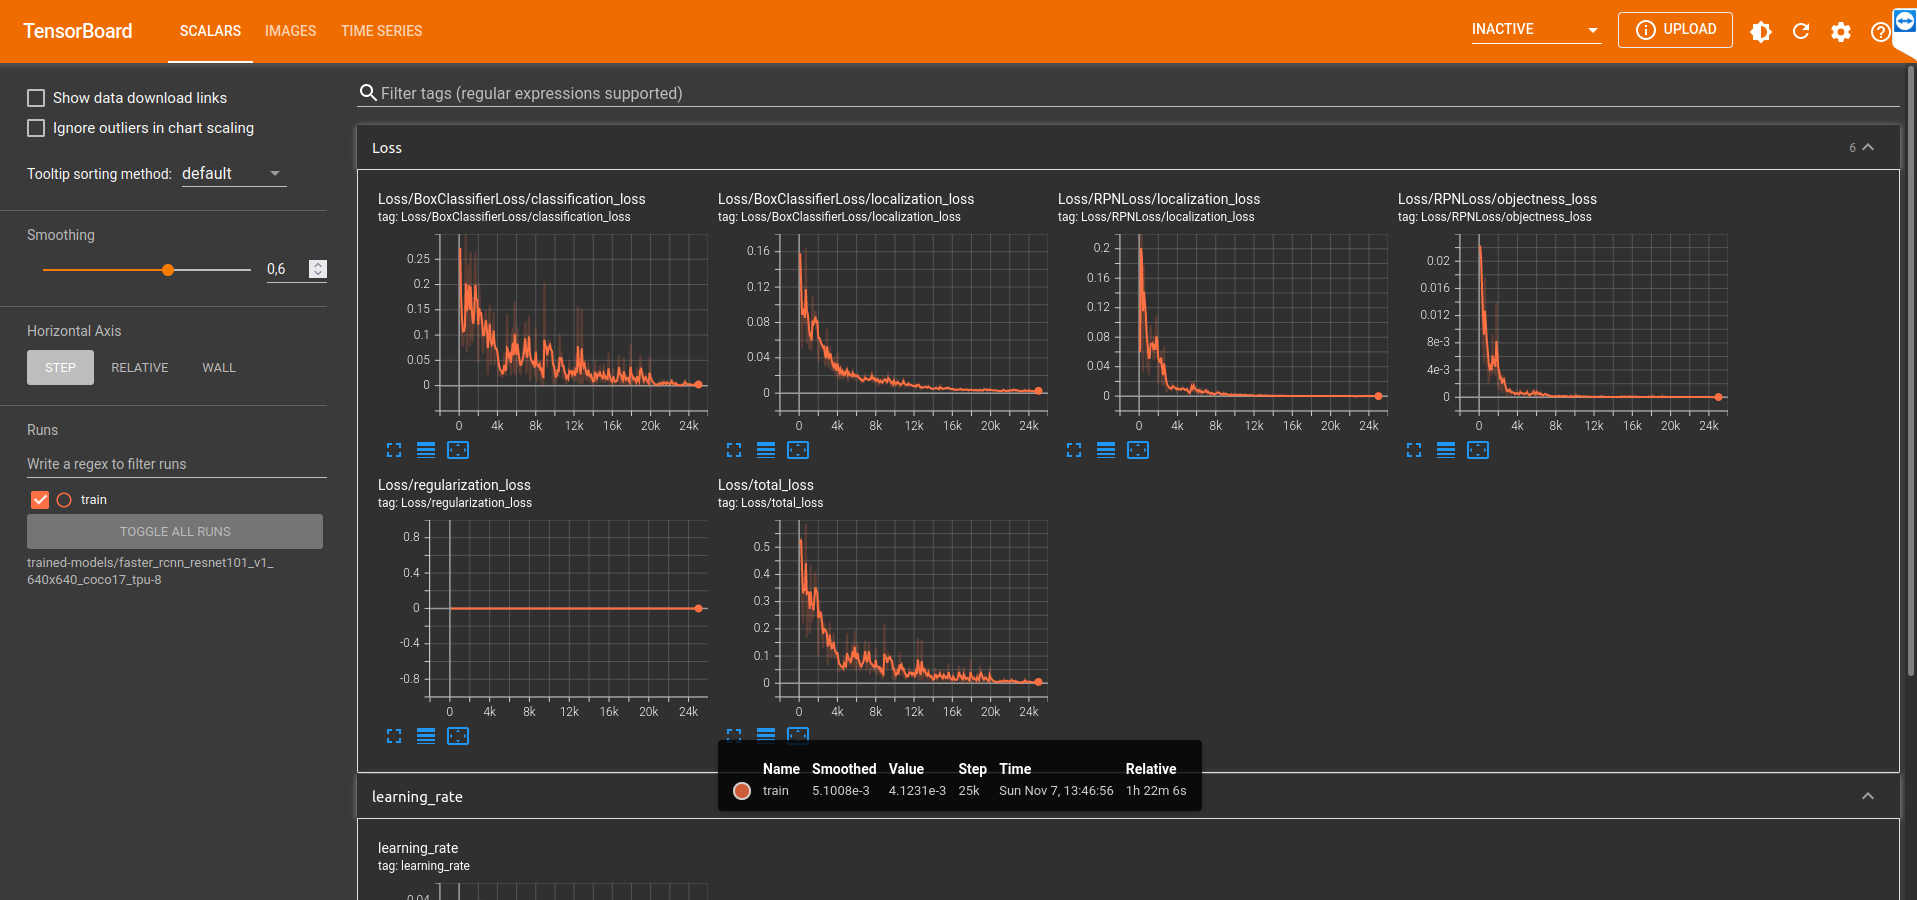 TensorBoard
SCALARS IMAGES TIME SERIES
INACTIVE UPLOAD
Show data download links
Ignore outliers in chart scaling
Tooltip sorting method: default
Smoothing
0,6
Horizontal Axis
STEP RELATIVE WALL
Runs
Write a regex to filter runs
train
TOGGLE ALL RUNS
trained-models/faster_rcnn_resnet101_v1_
640x640_coco17_tpu-8
Filter tags (regular expressions supported)
Loss 6
Loss/BoxClassifierLoss/classification_loss
tag: Loss/BoxClassifierLoss/classification_loss
0.25
0.2
0.15
0.1
0.05
0
0 4k 8k 12k 16k 20k 24k
Loss/BoxClassifierLoss/localization_loss
tag: Loss/BoxClassifierLoss/localization_loss
0.16
0.12
0.08
0.04
0
0 4k 8k 12k 16k 20k 24k
Loss/RPNLoss/localization_loss
tag: Loss/RPNLoss/localization_loss
0.2
0.16
0.12
0.08
0.04
0
0 4k 8k 12k 16k 20k 24k
Loss/RPNLoss/objectness_loss
tag: Loss/RPNLoss/objectness_loss
0.02
0.016
0.012
8e-3
4e-3
0
0 4k 8k 12k 16k 20k 24k
Loss/regularization_loss
tag: Loss/regularization_loss
0.8
0.4
0
-0.4
-0.8
0 4k 8k 12k 16k 20k 24k
Loss/total_loss
tag: Loss/total_loss
0.5
0.4
0.3
0.2
0.1
0
0 4k 8k 12k 16k 20k 24k
Name Smoothed Value Step Time Relative
train 5.1008e-3 4.1231e-3 25k Sun Nov 7, 13:46:56 1h 22m 6s
learning_rate
learning_rate
tag: learning_rate
0.04